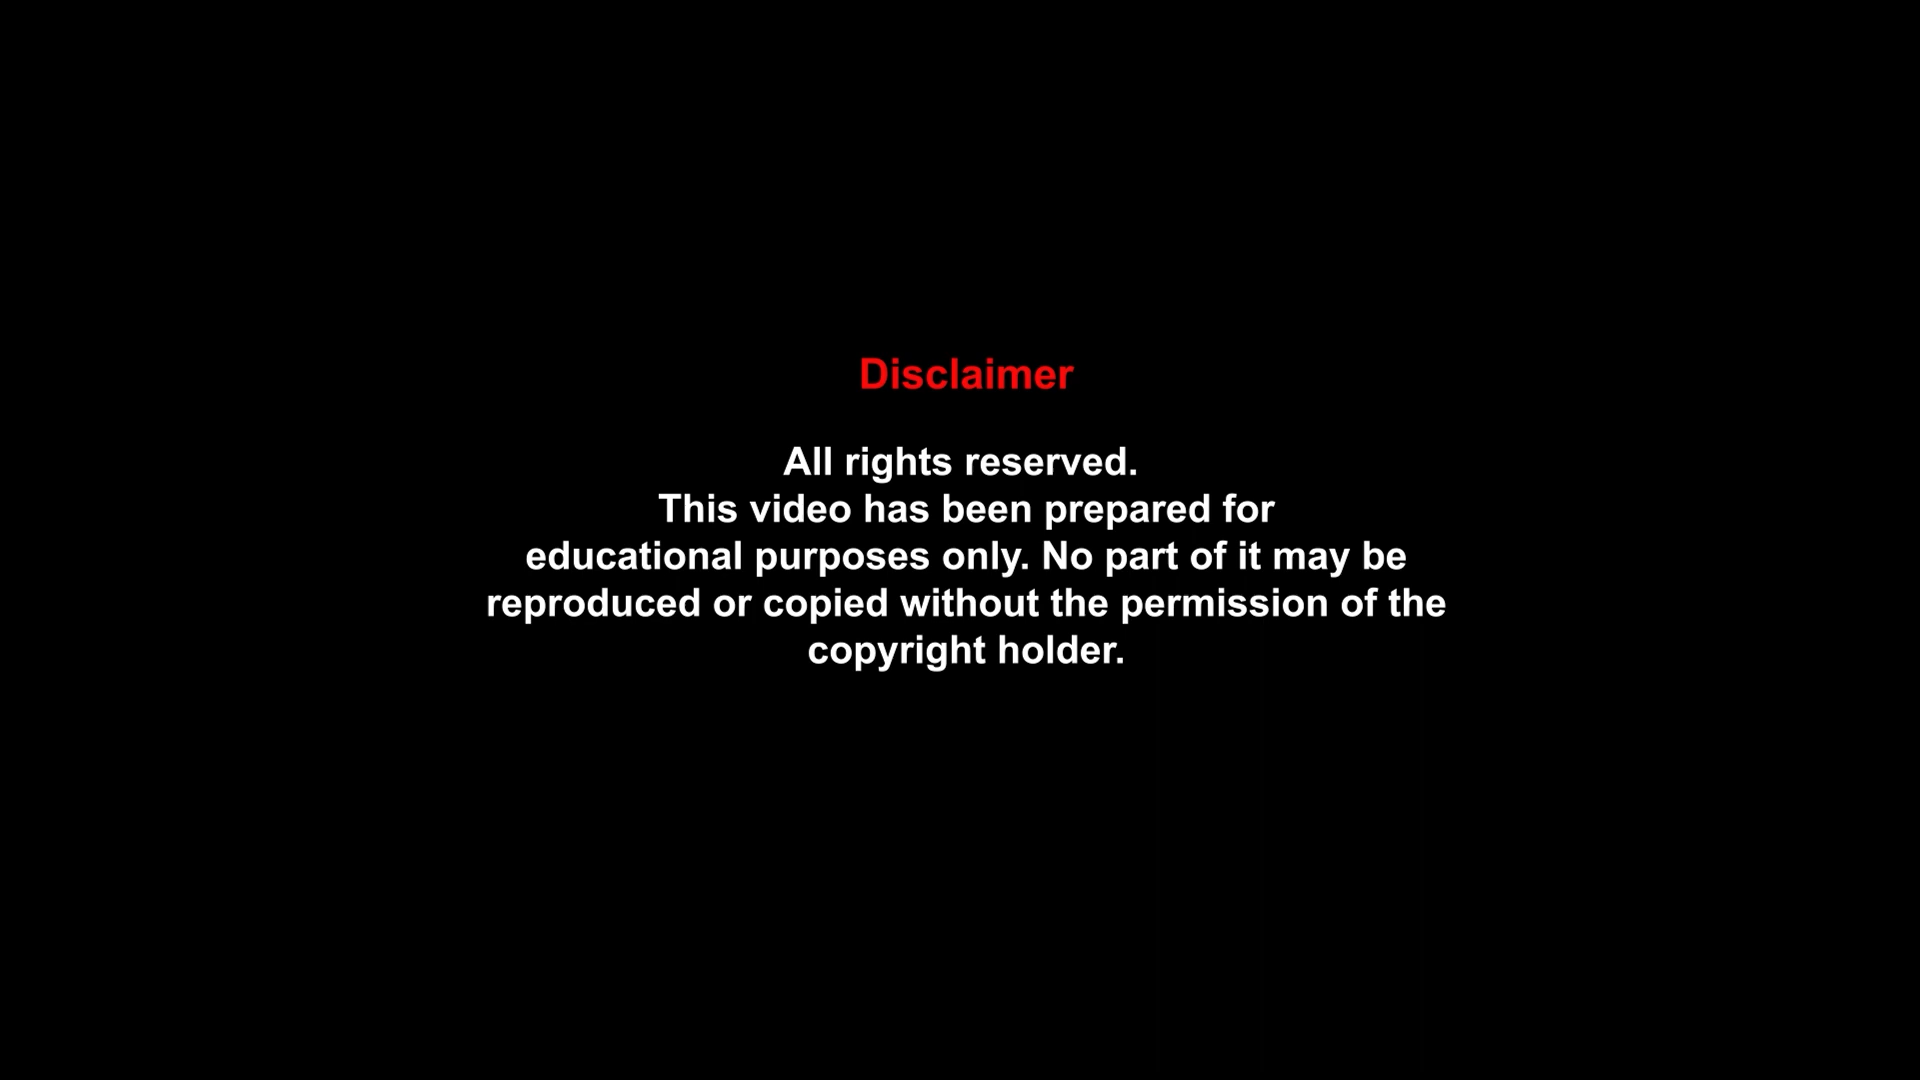 Disclaimer
All rights reserved.
This video has been prepared for
educational purposes only. No part of it may be
reproduced or copied without the permission of the
copyright holder.